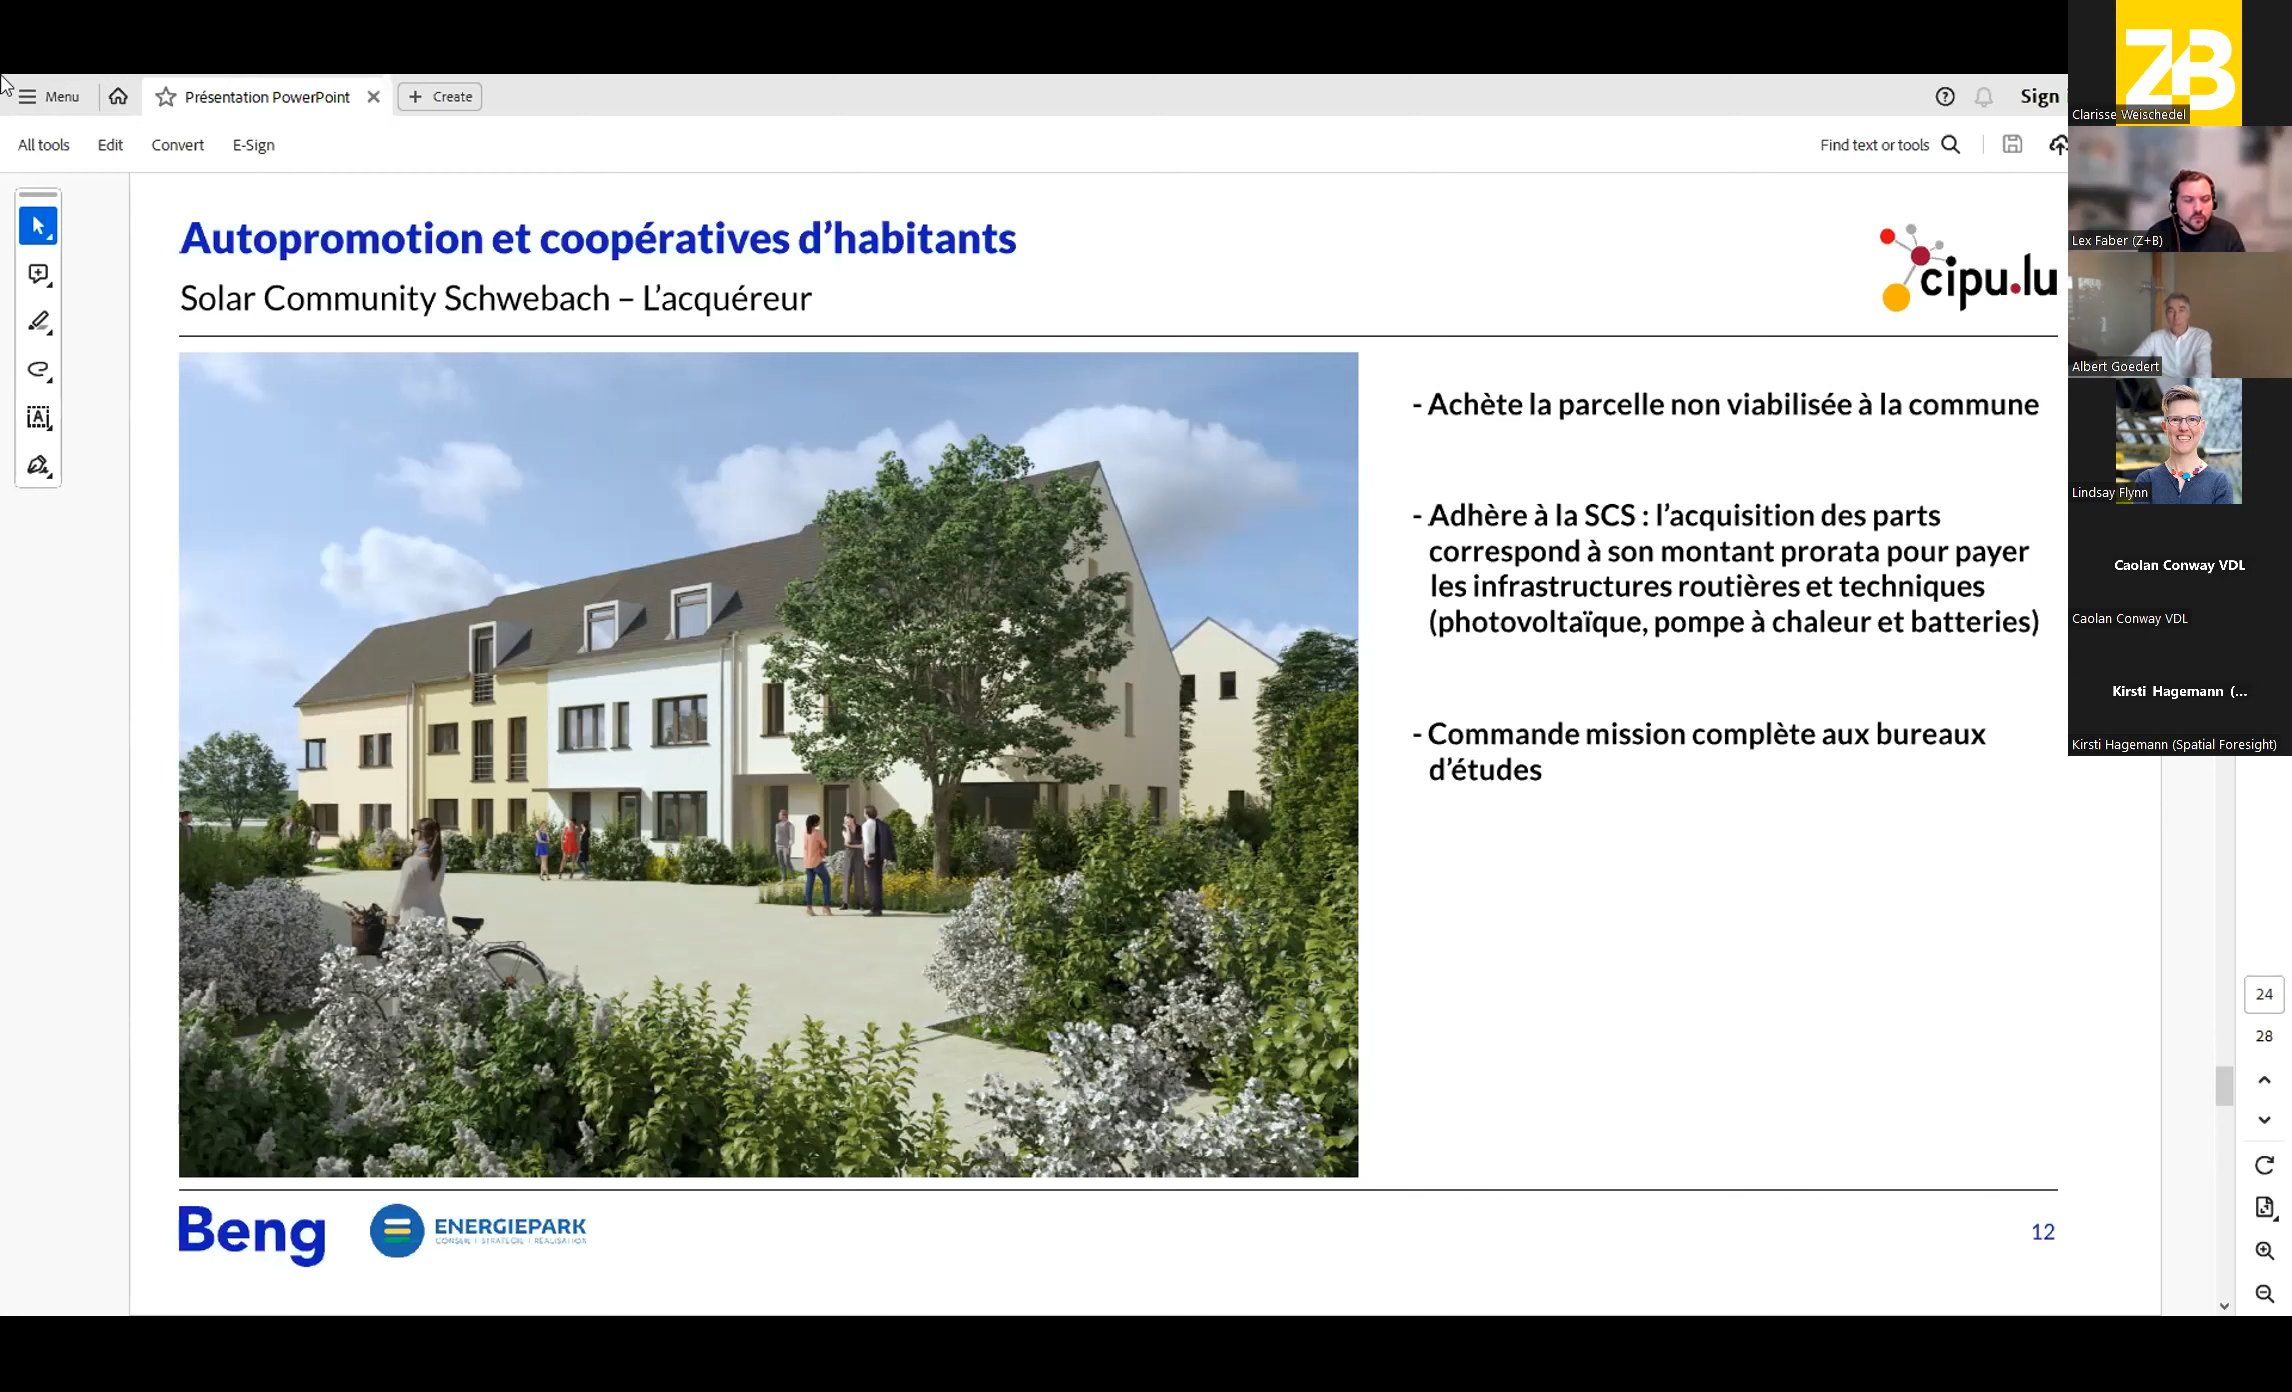 Menu
Présentation PowerPoint
Create
Sign
All tools
Edit
Convert
E-Sign
Find text or tools
Autopromotion et coopératives d'habitants
Solar Community Schwebach – L'acquéreur
cipu.lu
- Achète la parcelle non viabilisée à la commune
- Adhère à la SCS : l'acquisition des parts
correspond à son montant prorata pour payer
les infrastructures routières et techniques
(photovoltaïque, pompe à chaleur et batteries)
- Commande mission complète aux bureaux
d'études
Beng
ENERGIEPARK
CONSEIL I STRATEGIE I REALISATION
12
ZB
Clarisse Weischedel
Lex Faber (Z+B)
Albert Goedert
Lindsay Flynn
Caolan Conway VDL
Caolan Conway VDL
Kirsti Hagemann (...
Kirsti Hagemann (Spatial Foresight)
24
28